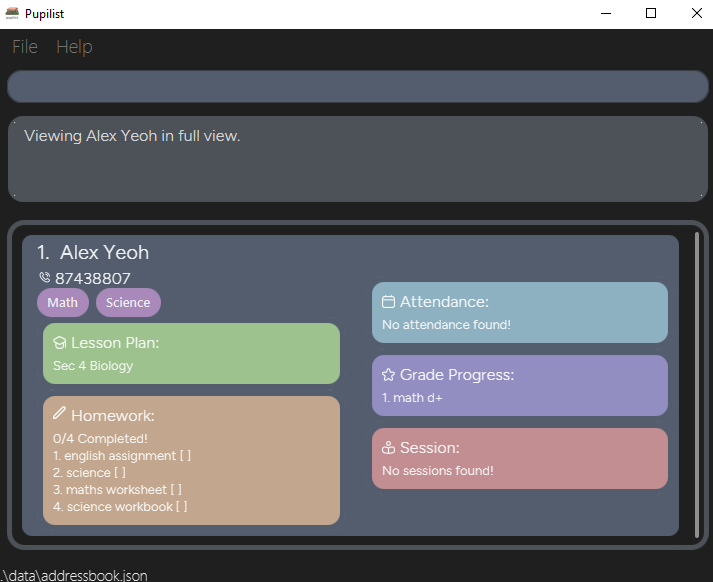 Pupilist
File Help
Viewing Alex Yeoh in full view.
1. Alex Yeoh
87438807
Math Science
Lesson Plan:
Sec 4 Biology
Homework:
0/4 Completed!
1. english assignment [ ]
2. science [ ]
3. maths worksheet [ ]
4. science workbook [ ]
Attendance:
No attendance found!
Grade Progress:
1. math d+
Session:
No sessions found!
.\data\addressbook.json